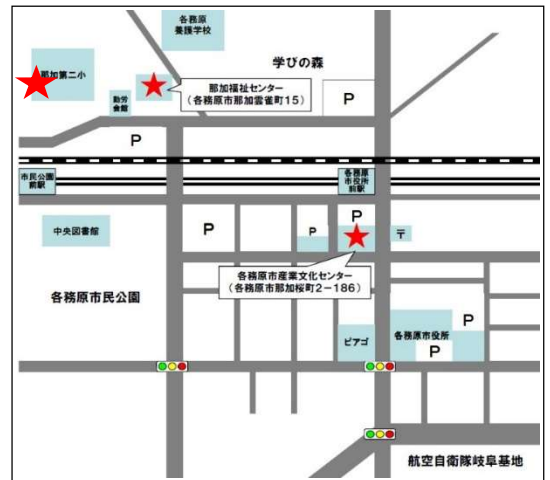 各務原
養護学校
学びの森
那加第二小
勤労
会館
那加福祉センター
(各務原市那加雲雀町15)
P
P
市民公園
前駅
各務原
市役所
前駅
中央図書館
P
P
P
〒
各務原市産業文化センター
(各務原市那加桜町2-186)
各務原市民公園
ピアゴ
各務原市役所
P
P
航空自衛隊岐阜基地